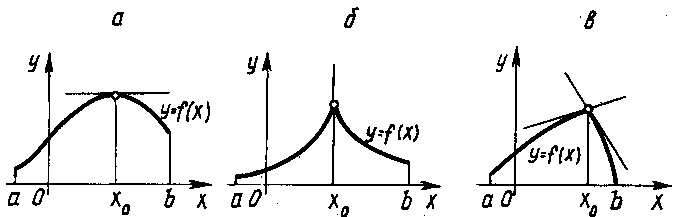 а б в
y y y
y=f(x) y=f(x) y=f(x)
a 0 x₀ b x a 0 x₀ b x a 0 x₀ b x